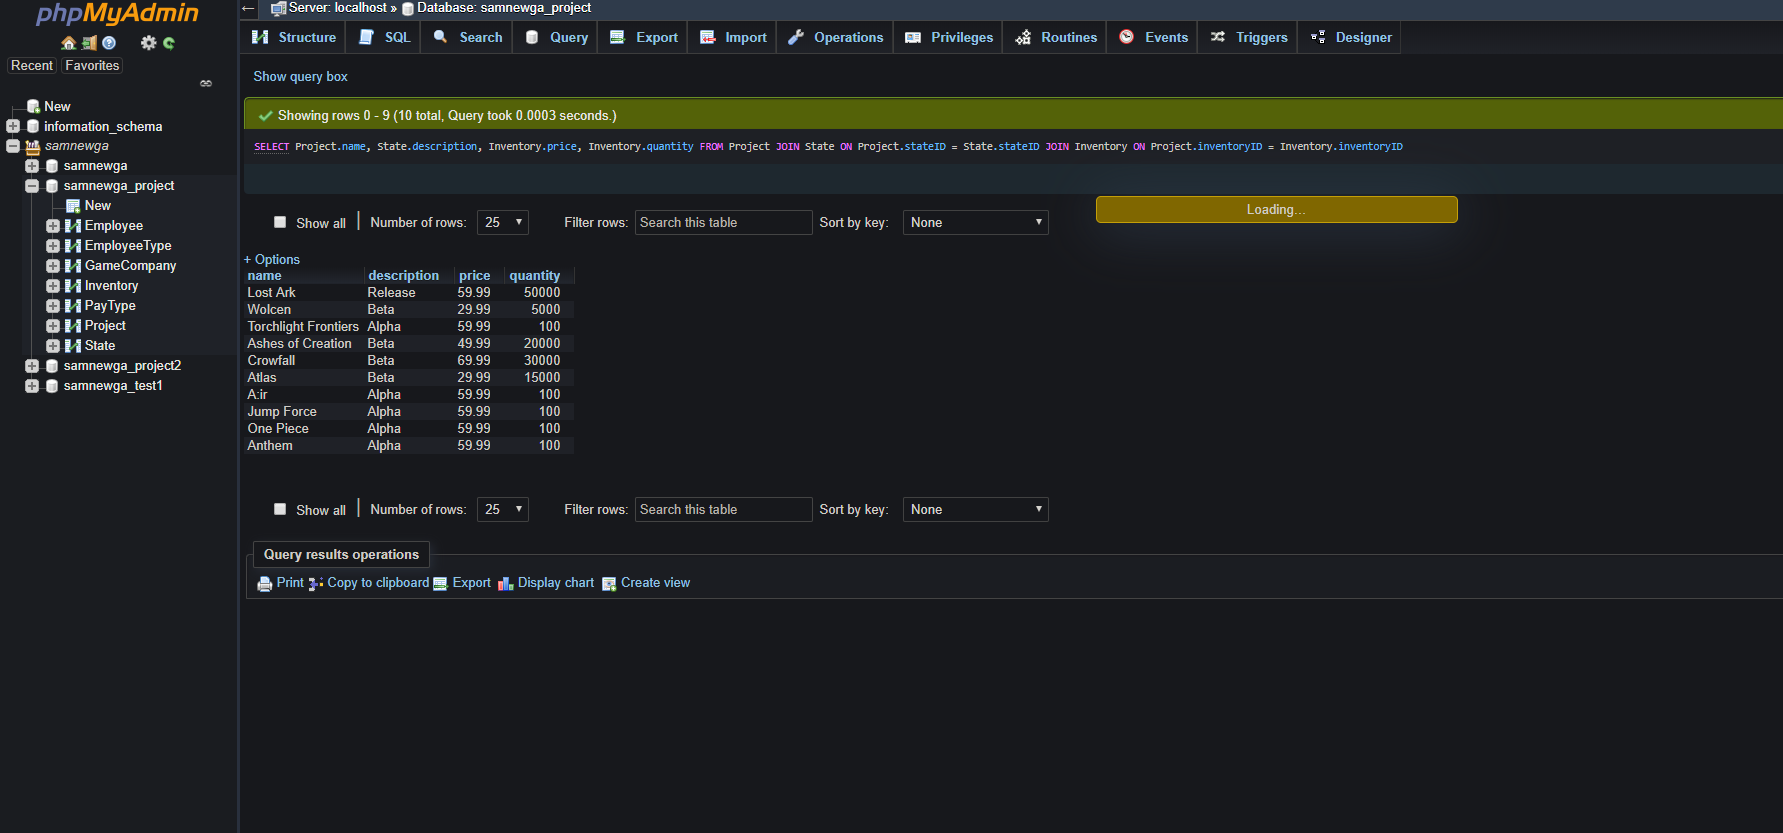 phpMyAdmin
Recent Favorites
New
information_schema
samnewga
samnewga
samnewga_project
New
Employee
EmployeeType
GameCompany
Inventory
PayType
Project
State
samnewga_project2
samnewga_test1
Server: localhost » Database: samnewga_project
Structure SQL Search Query Export Import Operations Privileges Routines Events Triggers Designer
Show query box
Showing rows 0 - 9 (10 total, Query took 0.0003 seconds.)
SELECT Project.name, State.description, Inventory.price, Inventory.quantity FROM Project JOIN State ON Project.stateID = State.stateID JOIN Inventory ON Project.inventoryID = Inventory.inventoryID
Loading...
Show all | Number of rows: 25 Filter rows: Search this table Sort by key: None
+ Options
name description price quantity
Lost Ark Release 59.99 50000
Wolcen Beta 29.99 5000
Torchlight Frontiers Alpha 59.99 100
Ashes of Creation Beta 49.99 20000
Crowfall Beta 69.99 30000
Atlas Beta 29.99 15000
A:ir Alpha 59.99 100
Jump Force Alpha 59.99 100
One Piece Alpha 59.99 100
Anthem Alpha 59.99 100
Show all | Number of rows: 25 Filter rows: Search this table Sort by key: None
Query results operations
Print Copy to clipboard Export Display chart Create view